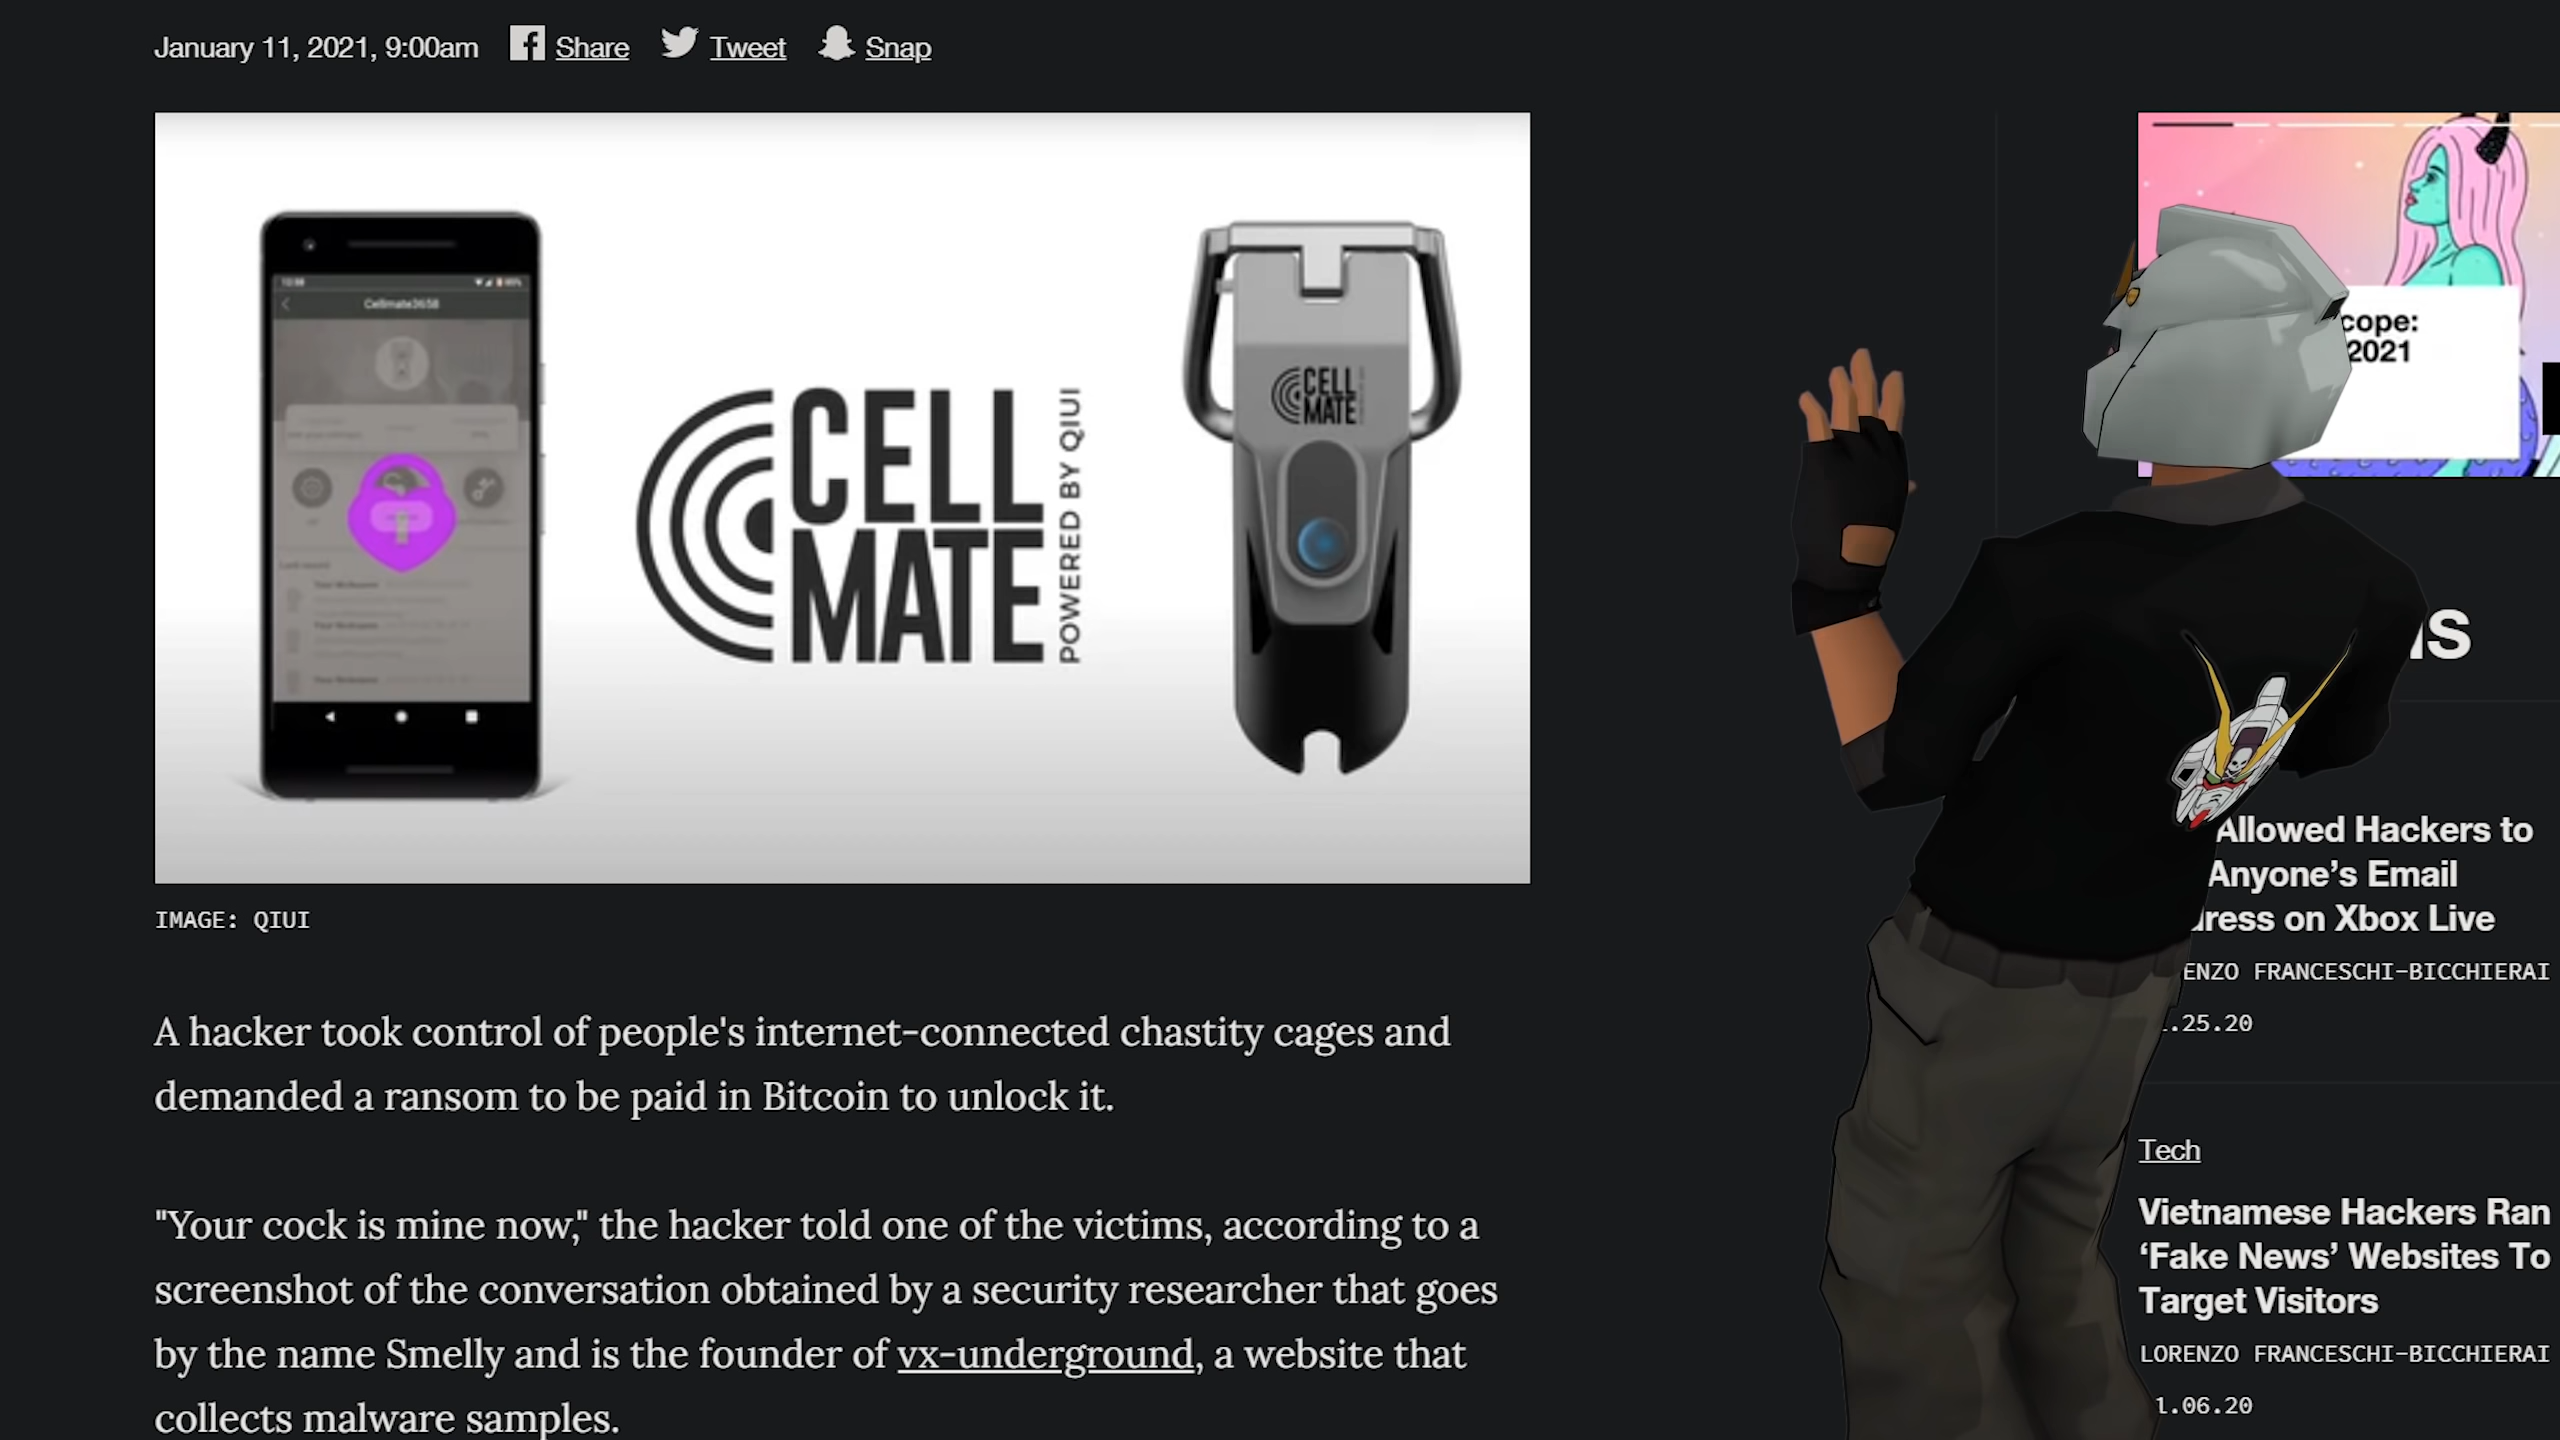 January 11, 2021, 9:00am Share Tweet Snap
Cellmate3658
CELL
MATE
POWERED BY QIUI
CELL
MATE
IMAGE: QIUI
A hacker took control of people's internet-connected chastity cages and
demanded a ransom to be paid in Bitcoin to unlock it.
"Your cock is mine now," the hacker told one of the victims, according to a
screenshot of the conversation obtained by a security researcher that goes
by the name Smelly and is the founder of vx-underground, a website that
collects malware samples.
cope:
2021
Allowed Hackers to
Anyone’s Email
ress on Xbox Live
ENZO FRANCESCHI-BICCHIERAI
.25.20
Tech
Vietnamese Hackers Ran
‘Fake News’ Websites To
Target Visitors
LORENZO FRANCESCHI-BICCHIERAI
1.06.20